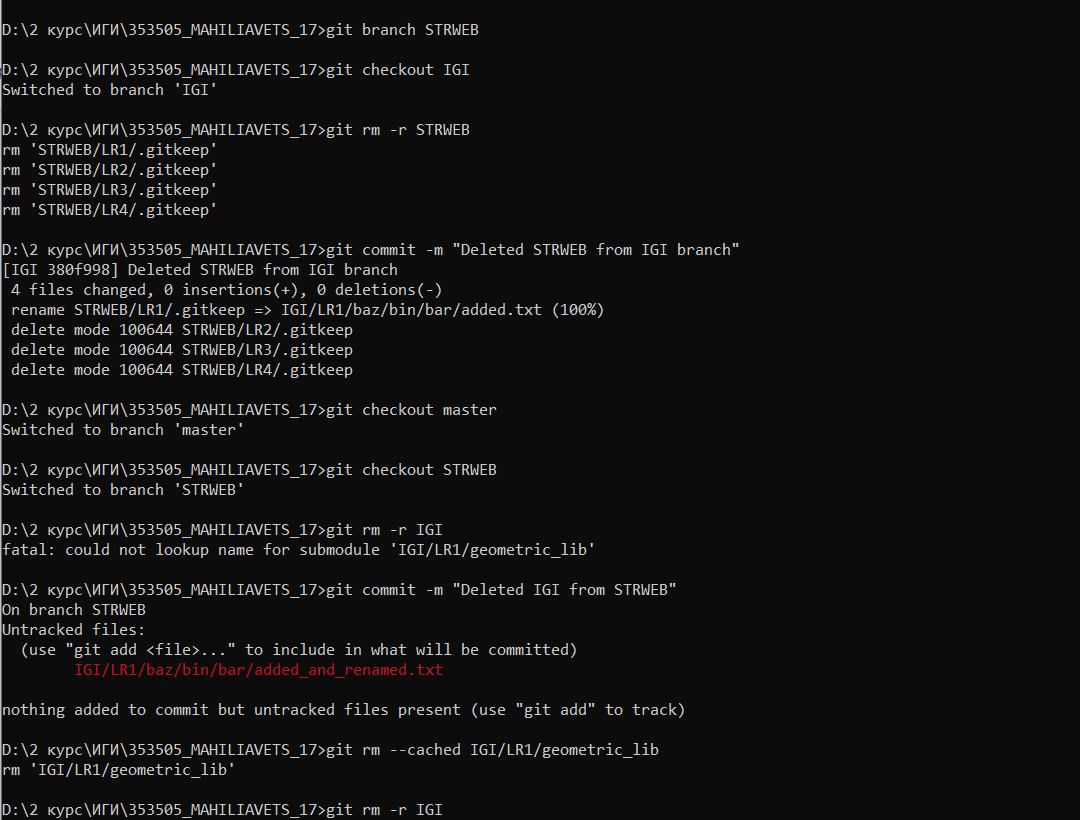 D:\2 курс\ИГИ\353505_MAHILIAVETS_17>git branch STRWEB
D:\2 курс\ИГИ\353505_MAHILIAVETS_17>git checkout IGI
Switched to branch 'IGI'
D:\2 курс\ИГИ\353505_MAHILIAVETS_17>git rm -r STRWEB
rm 'STRWEB/LR1/.gitkeep'
rm 'STRWEB/LR2/.gitkeep'
rm 'STRWEB/LR3/.gitkeep'
rm 'STRWEB/LR4/.gitkeep'
D:\2 курс\ИГИ\353505_MAHILIAVETS_17>git commit -m "Deleted STRWEB from IGI branch"
[IGI 380f998] Deleted STRWEB from IGI branch
4 files changed, 0 insertions(+), 0 deletions(-)
rename STRWEB/LR1/.gitkeep => IGI/LR1/baz/bin/bar/added.txt (100%)
delete mode 100644 STRWEB/LR2/.gitkeep
delete mode 100644 STRWEB/LR3/.gitkeep
delete mode 100644 STRWEB/LR4/.gitkeep
D:\2 курс\ИГИ\353505_MAHILIAVETS_17>git checkout master
Switched to branch 'master'
D:\2 курс\ИГИ\353505_MAHILIAVETS_17>git checkout STRWEB
Switched to branch 'STRWEB'
D:\2 курс\ИГИ\353505_MAHILIAVETS_17>git rm -r IGI
fatal: could not lookup name for submodule 'IGI/LR1/geometric_lib'
D:\2 курс\ИГИ\353505_MAHILIAVETS_17>git commit -m "Deleted IGI from STRWEB"
On branch STRWEB
Untracked files:
(use "git add <file>..." to include in what will be committed)
IGI/LR1/baz/bin/bar/added_and_renamed.txt
nothing added to commit but untracked files present (use "git add" to track)
D:\2 курс\ИГИ\353505_MAHILIAVETS_17>git rm --cached IGI/LR1/geometric_lib
rm 'IGI/LR1/geometric_lib'
D:\2 курс\ИГИ\353505_MAHILIAVETS_17>git rm -r IGI